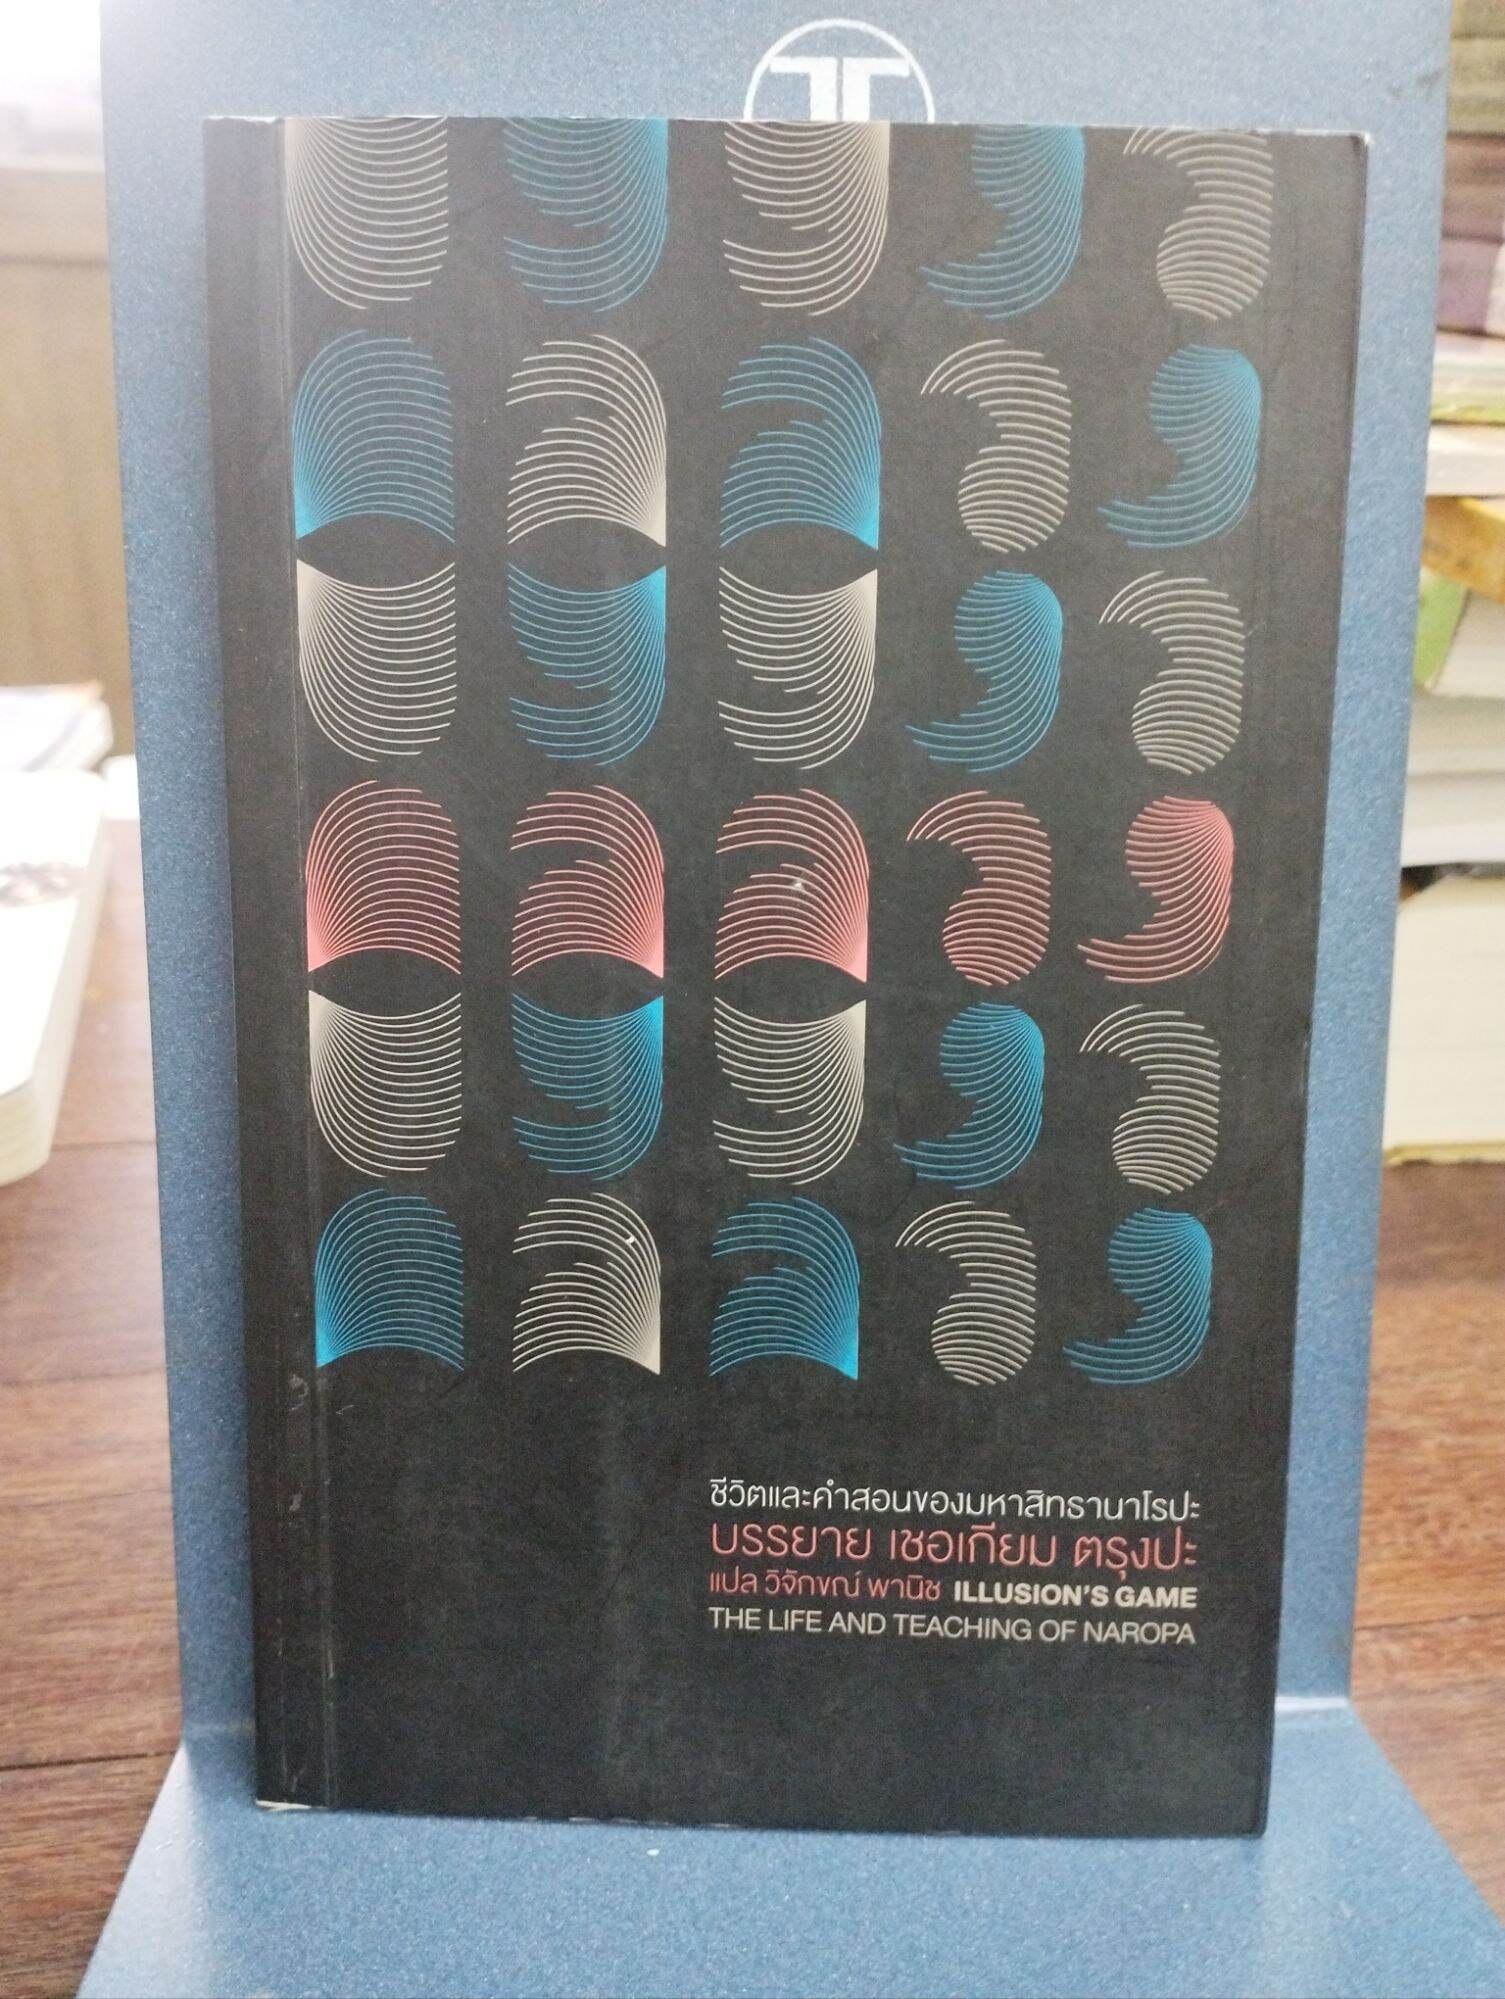 ชีวิตและคำสอนของมหาสิทธานาโรปะ
บรรยาย เชอเกียม ตรุงปะ
แปล วิจักขณ์ พานิช ILLUSION'S GAME
THE LIFE AND TEACHING OF NAROPA